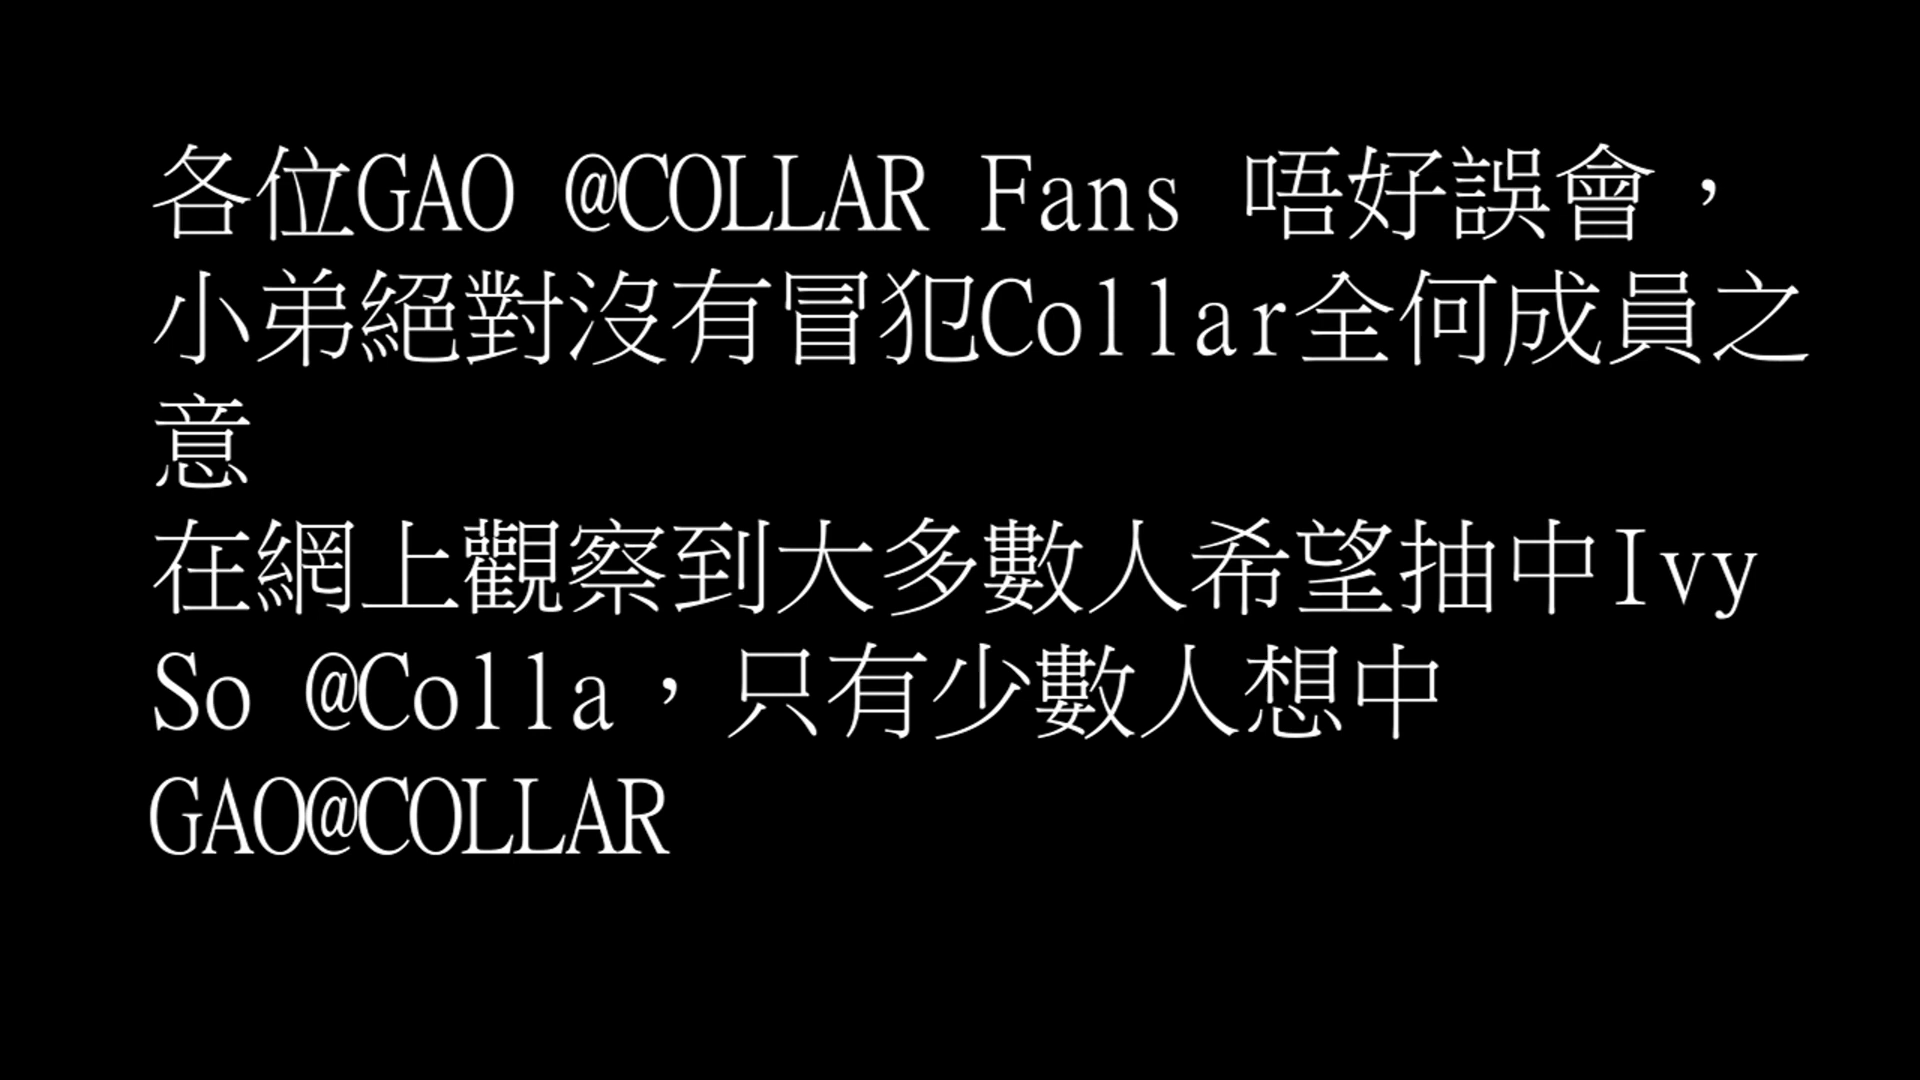 各位GAO @COLLAR Fans 唔好誤會，
小弟絕對沒有冒犯Collar全何成員之
意
在網上觀察到大多數人希望抽中Ivy
So @Colla，只有少數人想中
GAO@COLLAR